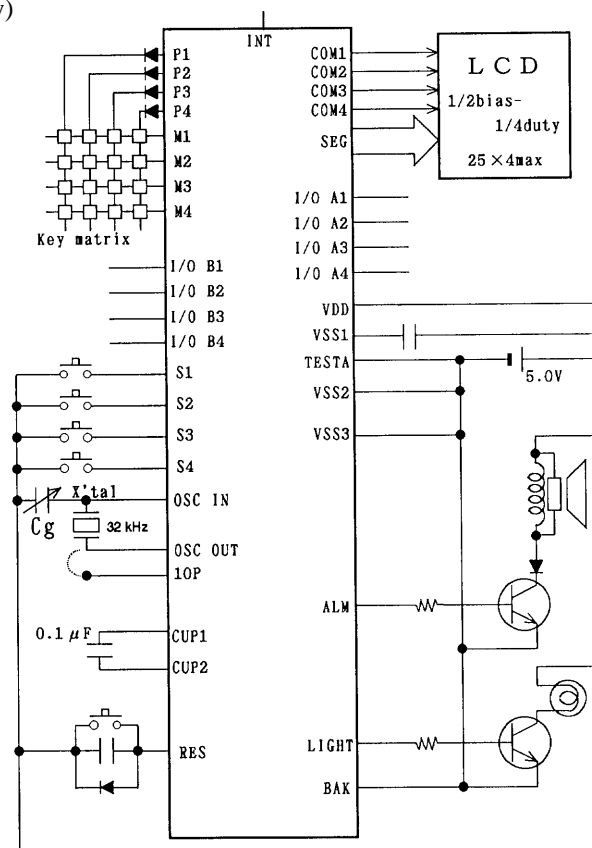 y)
INT
P1
P2
P3
P4
M1
M2
M3
M4
Key matrix
I/O B1
I/O B2
I/O B3
I/O B4
S1
S2
S3
S4
X'tal
OSC IN
Cg
32 kHz
OSC OUT
10P
0.1 μF
CUP1
CUP2
RES
COM1
COM2
COM3
COM4
SEG
LCD
1/2bias-
1/4duty
25×4max
I/O A1
I/O A2
I/O A3
I/O A4
VDD
VSS1
TESTA
5.0V
VSS2
VSS3
ALM
LIGHT
BAK